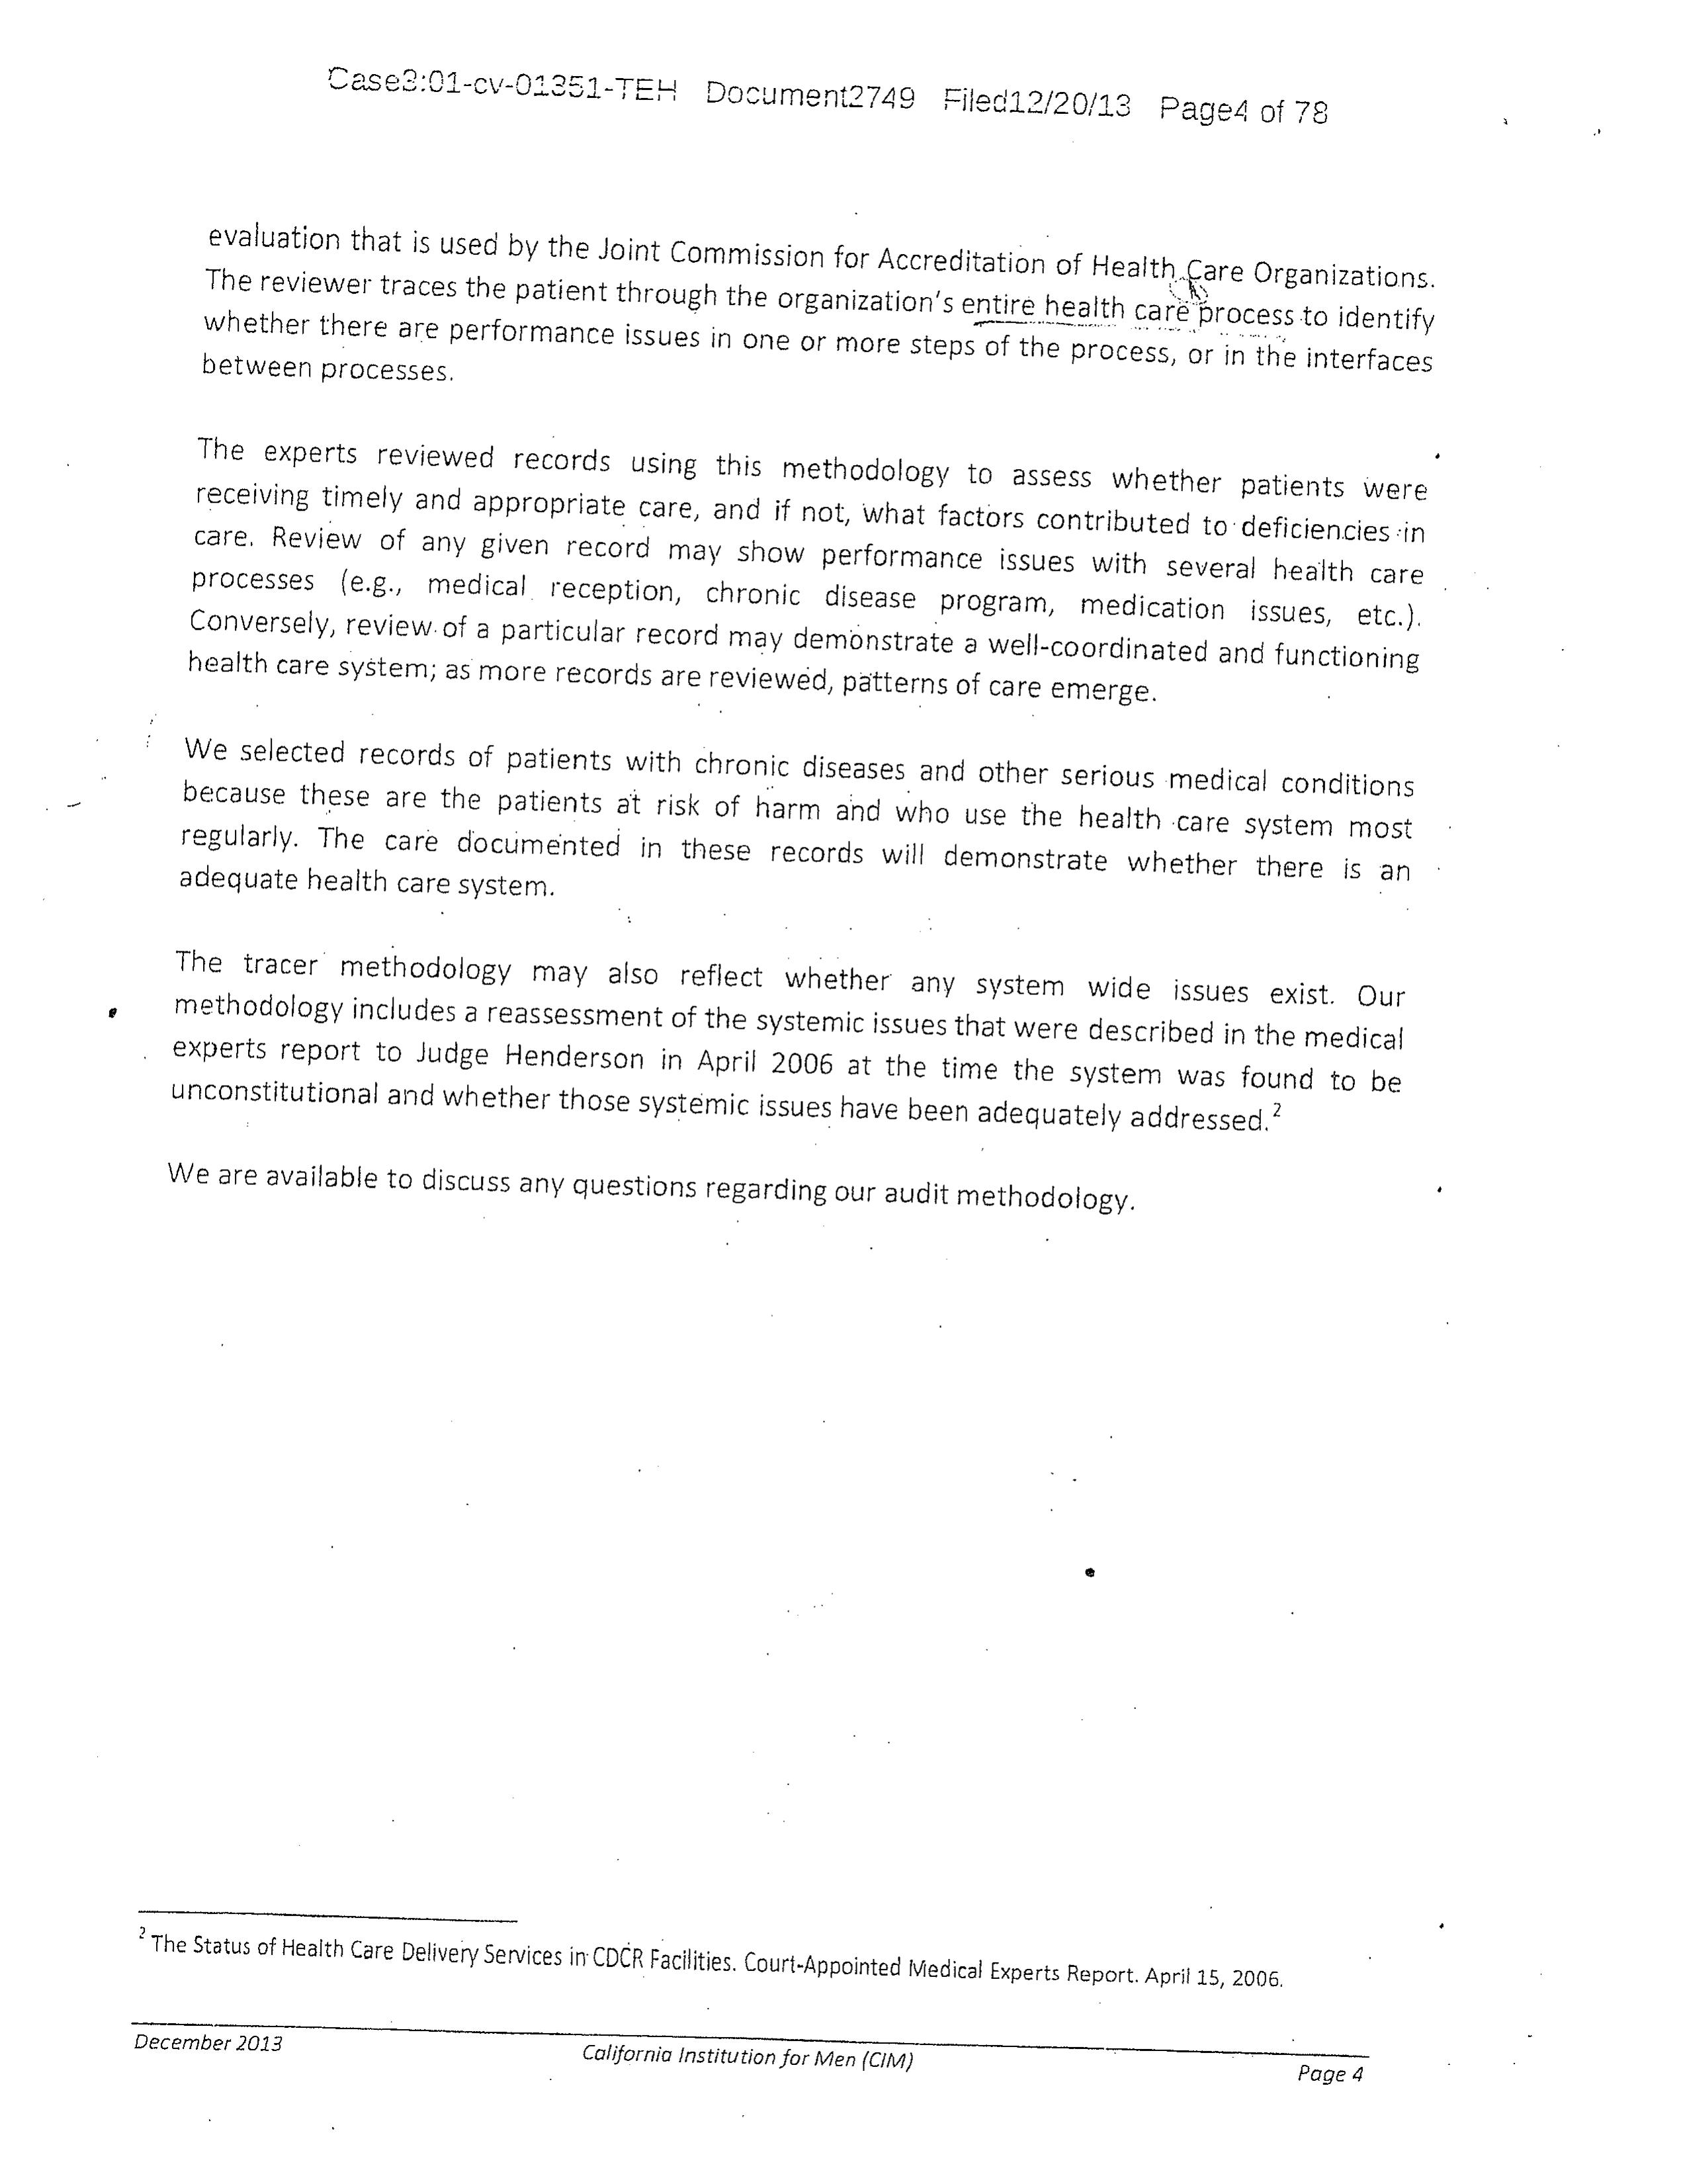 Case3:01-cv-01351-TEH Document2749 Filed12/20/13 Page4 of 78
evaluation that is used by the Joint Commission for Accreditation of Health Care Organizations.
The reviewer traces the patient through the organization's entire health care process to identify
whether there are performance issues in one or more steps of the process, or in the interfaces
between processes.
The experts reviewed records using this methodology to assess whether patients were
receiving timely and appropriate care, and if not, what factors contributed to deficiencies in
care. Review of any given record may show performance issues with several health care
processes (e.g., medical reception, chronic disease program, medication issues, etc.).
Conversely, review of a particular record may demonstrate a well-coordinated and functioning
health care system; as more records are reviewed, patterns of care emerge.
We selected records of patients with chronic diseases and other serious medical conditions
because these are the patients at risk of harm and who use the health care system most
regularly. The care documented in these records will demonstrate whether there is an
adequate health care system.
The tracer methodology may also reflect whether any system wide issues exist. Our
methodology includes a reassessment of the systemic issues that were described in the medical
experts report to Judge Henderson in April 2006 at the time the system was found to be
unconstitutional and whether those systemic issues have been adequately addressed.²
We are available to discuss any questions regarding our audit methodology.
² The Status of Health Care Delivery Services in CDCR Facilities. Court-Appointed Medical Experts Report. April 15, 2006.
December 2013 California Institution for Men (CIM) Page 4